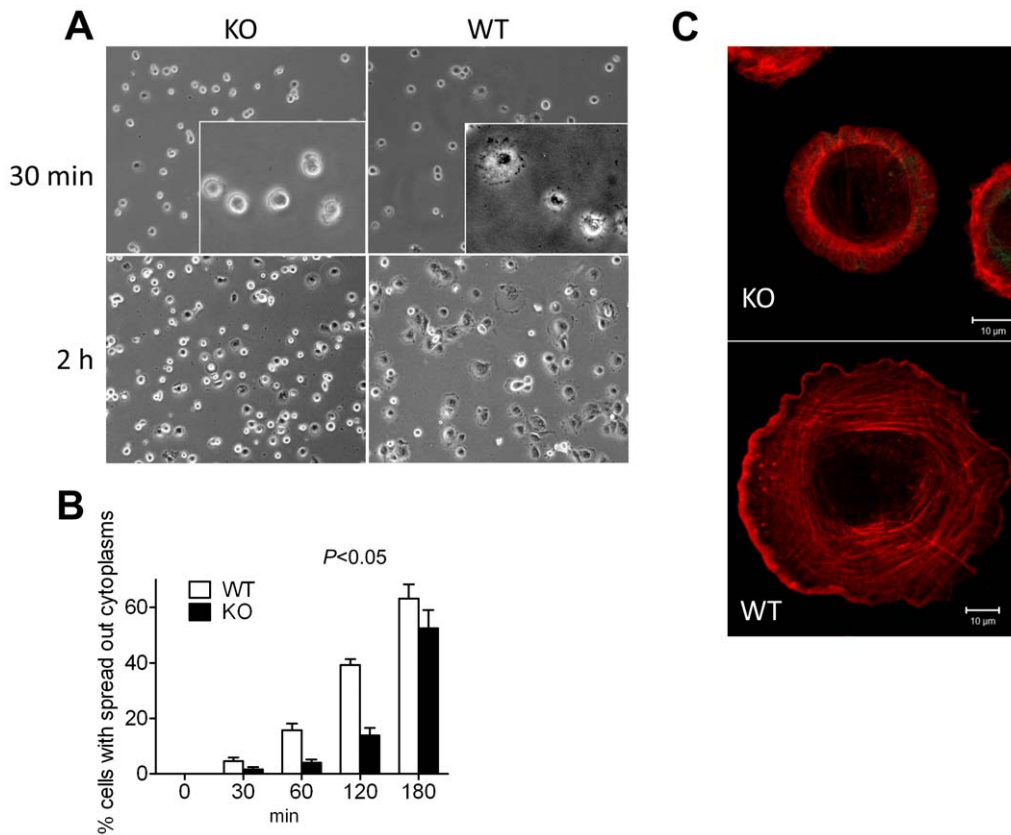 A
KO
WT
30 min
2 h
B
% cells with spread out cytoplasms
P<0.05
WT
KO
60
40
20
0
0 30 60 120 180
min
C
KO
10 µm
WT
10 µm